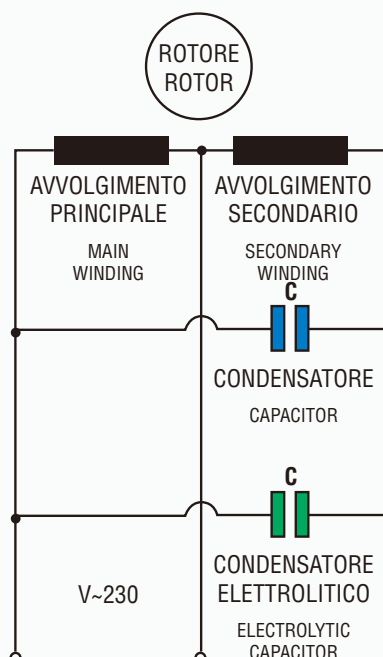 ROTORE
ROTOR
AVVOLGIMENTO
PRINCIPALE
MAIN
WINDING
AVVOLGIMENTO
SECONDARIO
SECONDARY
WINDING
C
CONDENSATORE
CAPACITOR
C
CONDENSATORE
ELETTROLITICO
ELECTROLYTIC
CAPACITOR
V~230